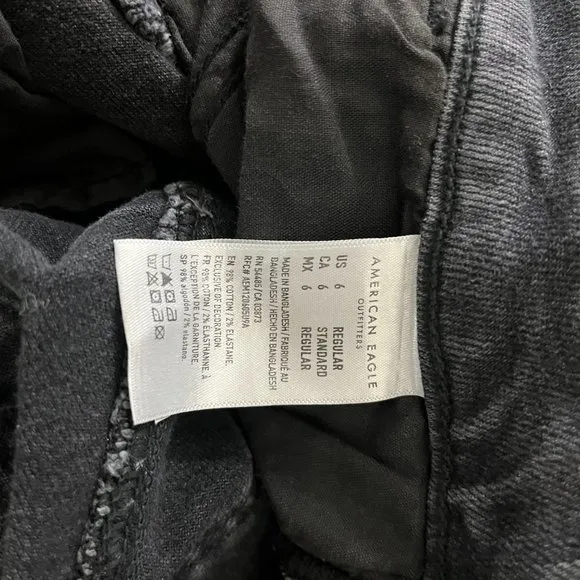 AMERICAN EAGLE
OUTFITTERS
US 6 REGULAR
CA 6 STANDARD
MX 6 REGULAR
MADE IN BANGLADESH / FABRIQUÉ AU
BANGLADESH / HECHO EN BANGLADESH
RN 54485/CA 03873
RFC# AEM120605U9A
EN 98% COTTON / 2% ELASTANE.
EXCLUSIVE OF DECORATION
FR 98% COTON / 2% ÉLASTHANNE. À
L'EXCEPTION DE LA GARNITURE.
SP 98% algodón / 2% elastano.